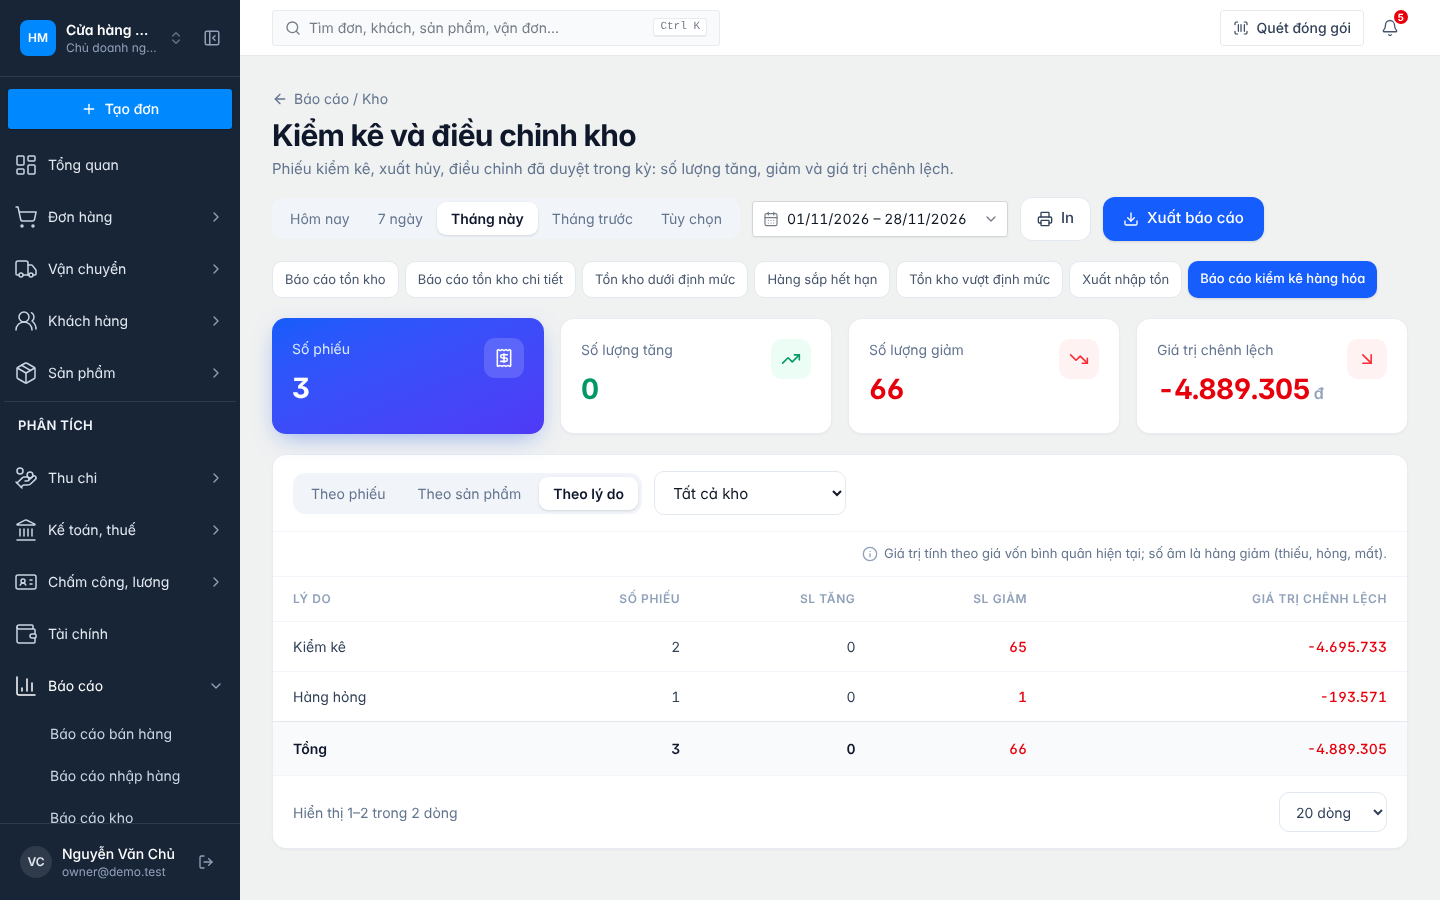 HM
Cửa hàng ...
Chủ doanh ng...
Tìm đơn, khách, sản phẩm, vận đơn...
Ctrl K
Quét đóng gói
5
Tạo đơn
Tổng quan
Đơn hàng
Vận chuyển
Khách hàng
Sản phẩm
PHÂN TÍCH
Thu chi
Kế toán, thuế
Chấm công, lương
Tài chính
Báo cáo
Báo cáo bán hàng
Báo cáo nhập hàng
Báo cáo kho
VC
Nguyễn Văn Chủ
owner@demo.test
Báo cáo / Kho
Kiểm kê và điều chỉnh kho
Phiếu kiểm kê, xuất hủy, điều chỉnh đã duyệt trong kỳ: số lượng tăng, giảm và giá trị chênh lệch.
Hôm nay
7 ngày
Tháng này
Tháng trước
Tùy chọn
01/11/2026 – 28/11/2026
In
Xuất báo cáo
Báo cáo tồn kho
Báo cáo tồn kho chi tiết
Tồn kho dưới định mức
Hàng sắp hết hạn
Tồn kho vượt định mức
Xuất nhập tồn
Báo cáo kiểm kê hàng hóa
Số phiếu
3
Số lượng tăng
0
Số lượng giảm
66
Giá trị chênh lệch
-4.889.305 đ
Theo phiếu
Theo sản phẩm
Theo lý do
Tất cả kho
Giá trị tính theo giá vốn bình quân hiện tại; số âm là hàng giảm (thiếu, hỏng, mất).
LÝ DO SỐ PHIẾU SL TĂNG SL GIẢM GIÁ TRỊ CHÊNH LỆCH
Kiểm kê 2 0 65 -4.695.733
Hàng hỏng 1 0 1 -193.571
Tổng 3 0 66 -4.889.305
Hiển thị 1–2 trong 2 dòng
20 dòng